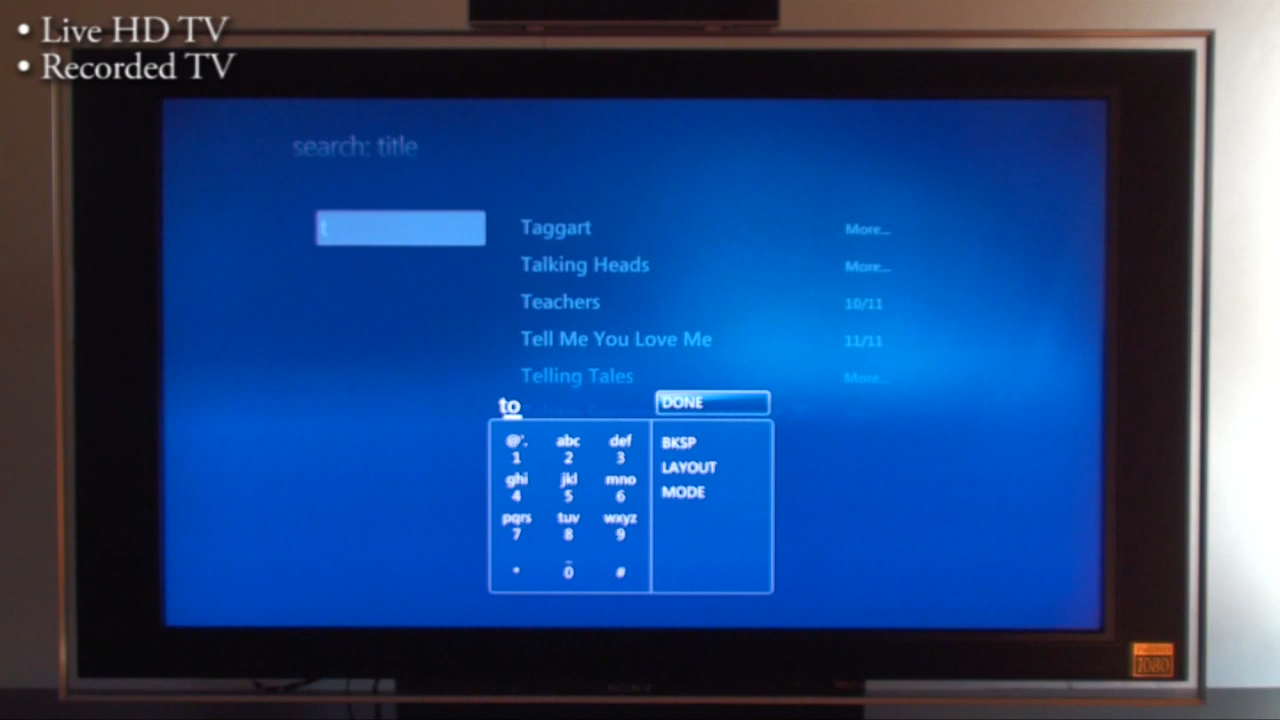 • Live HD TV
• Recorded TV
search: title
t
Taggart More...
Talking Heads More...
Teachers 10/11
Tell Me You Love Me 11/11
Telling Tales More...
to DONE
@'. abc def BKSP
1 2 3
ghi jkl mno LAYOUT
4 5 6 MODE
pqrs tuv wxyz
7 8 9
* 0 #
SONY
1080